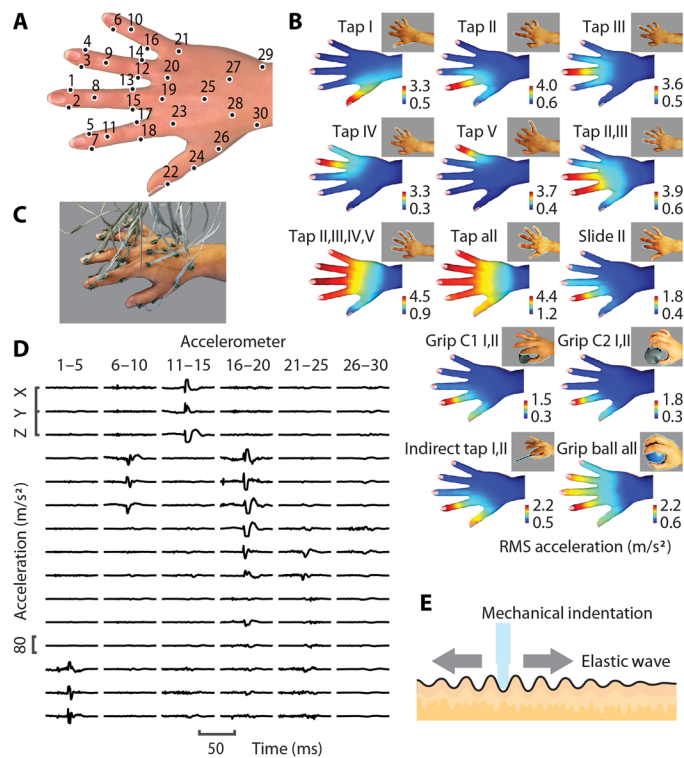 A
6 10
16
21
4
9
14
3
12
20
27
29
1
8
13
19
25
2
15
28
17
23
30
5
11
18
26
7
24
22
B
Tap I
3.3
0.5
Tap II
4.0
0.6
Tap III
3.6
0.5
Tap IV
3.3
0.3
Tap V
3.7
0.4
Tap II,III
3.9
0.6
Tap II,III,IV,V
4.5
0.9
Tap all
4.4
1.2
Slide II
1.8
0.4
Grip C1 I,II
1.5
0.3
Grip C2 I,II
1.8
0.3
Indirect tap I,II
2.2
0.5
Grip ball all
2.2
0.6
RMS acceleration (m/s²)
C
D
Accelerometer
1–5 6–10 11–15 16–20 21–25 26–30
X
Y
Z
Acceleration (m/s²)
80
50 Time (ms)
E
Mechanical indentation
Elastic wave